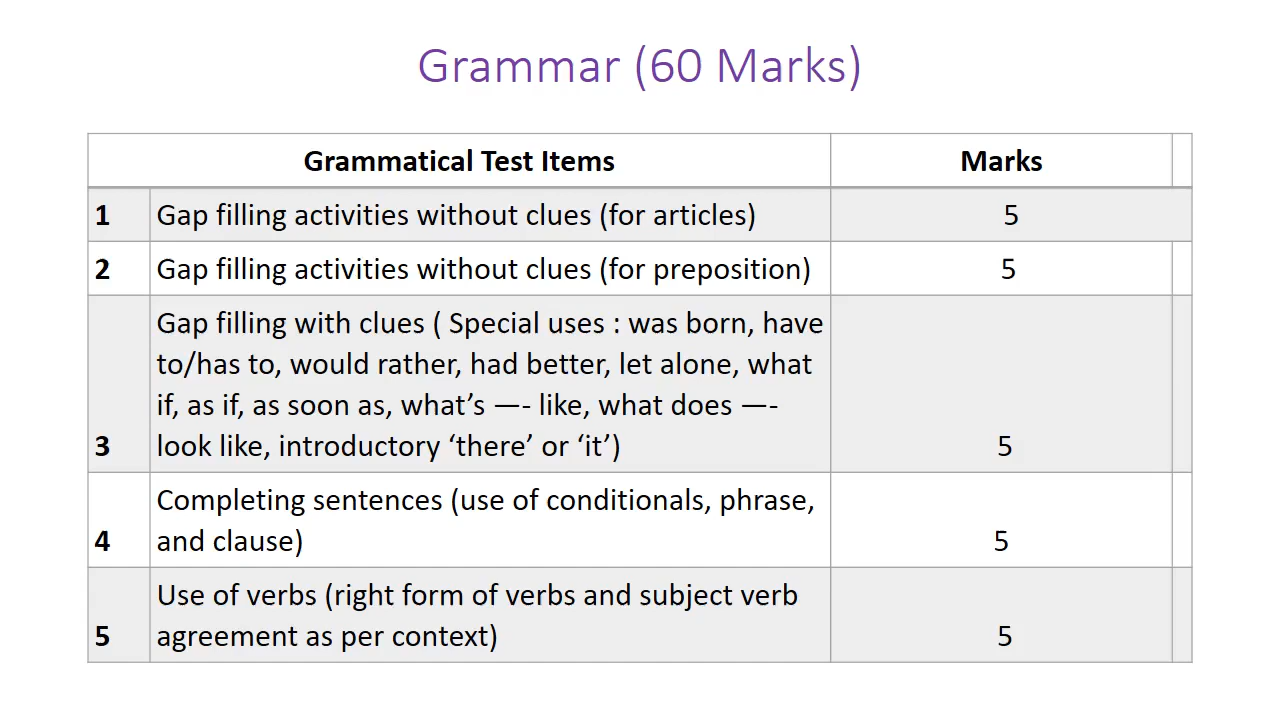 Grammar (60 Marks)
Grammatical Test Items Marks
1 Gap filling activities without clues (for articles) 5
2 Gap filling activities without clues (for preposition) 5
Gap filling with clues ( Special uses : was born, have
to/has to, would rather, had better, let alone, what
if, as if, as soon as, what’s —- like, what does —-
3 look like, introductory ‘there’ or ‘it’) 5
Completing sentences (use of conditionals, phrase,
4 and clause) 5
Use of verbs (right form of verbs and subject verb
5 agreement as per context) 5